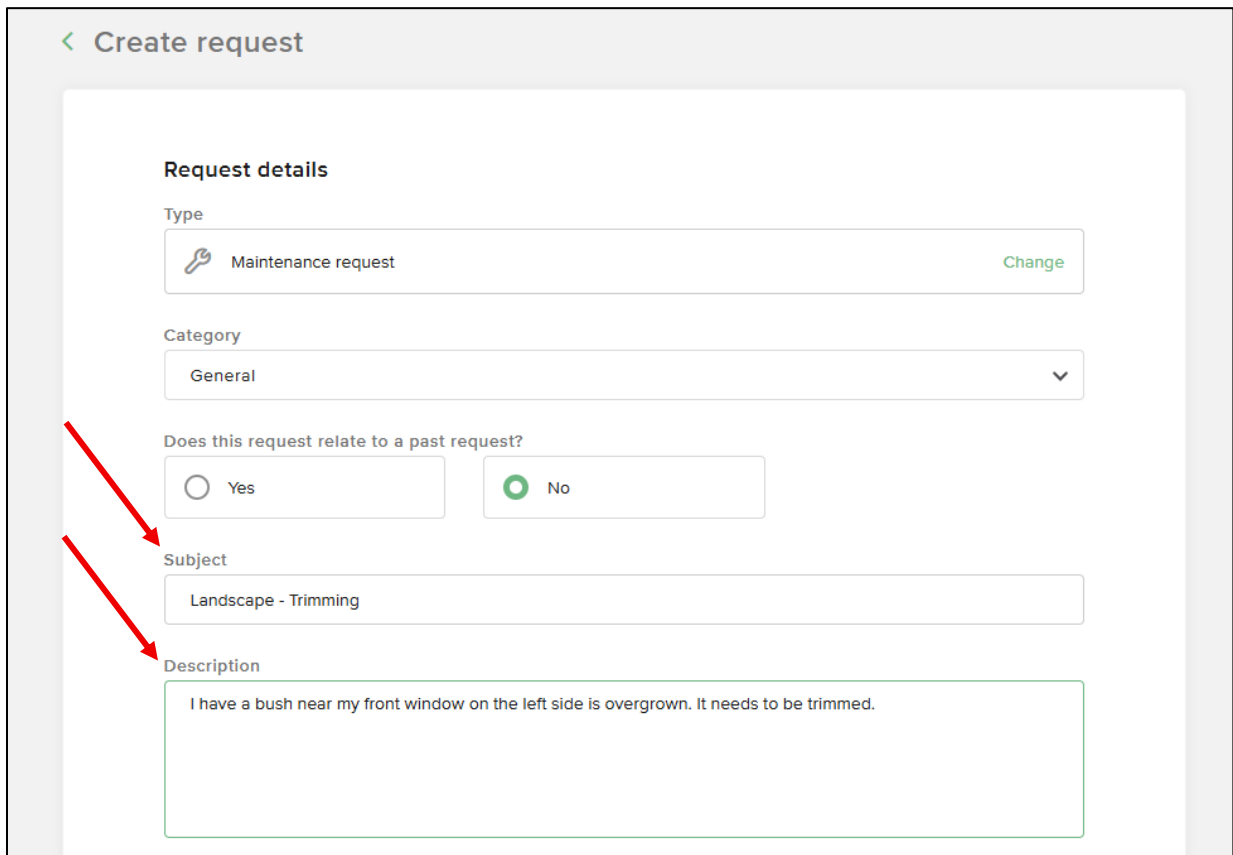 Create request
Request details
Type
Maintenance request
Change
Category
General
Does this request relate to a past request?
Yes
No
Subject
Landscape - Trimming
Description
I have a bush near my front window on the left side is overgrown. It needs to be trimmed.